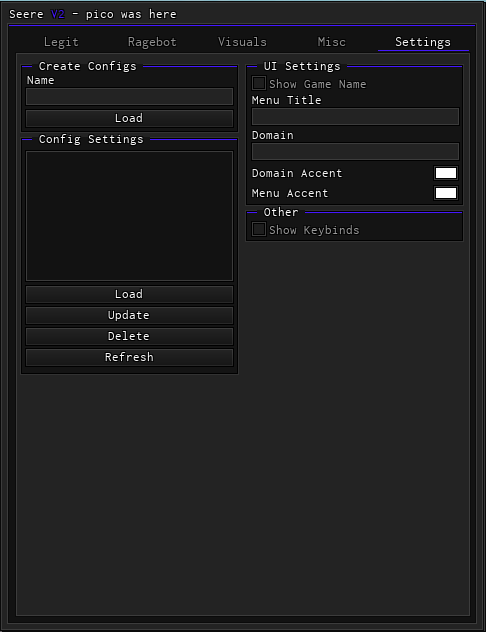 Seere V2 - pico was here
Legit Ragebot Visuals Misc Settings
Create Configs
Name
Load
Config Settings
Load
Update
Delete
Refresh
UI Settings
Show Game Name
Menu Title
Domain
Domain Accent
Menu Accent
Other
Show Keybinds